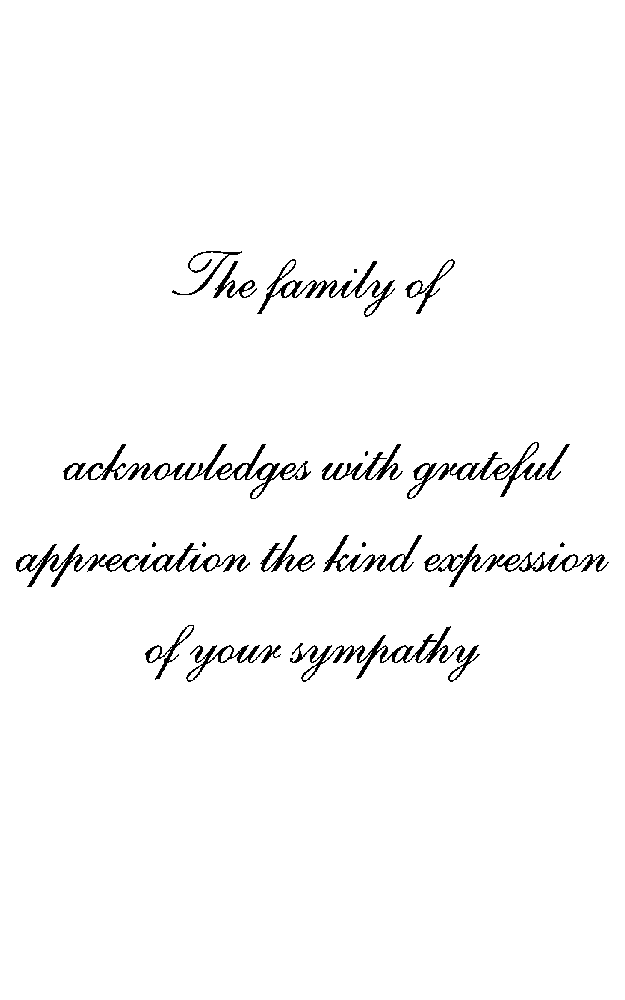 The family of
acknowledges with grateful
appreciation the kind expression
of your sympathy